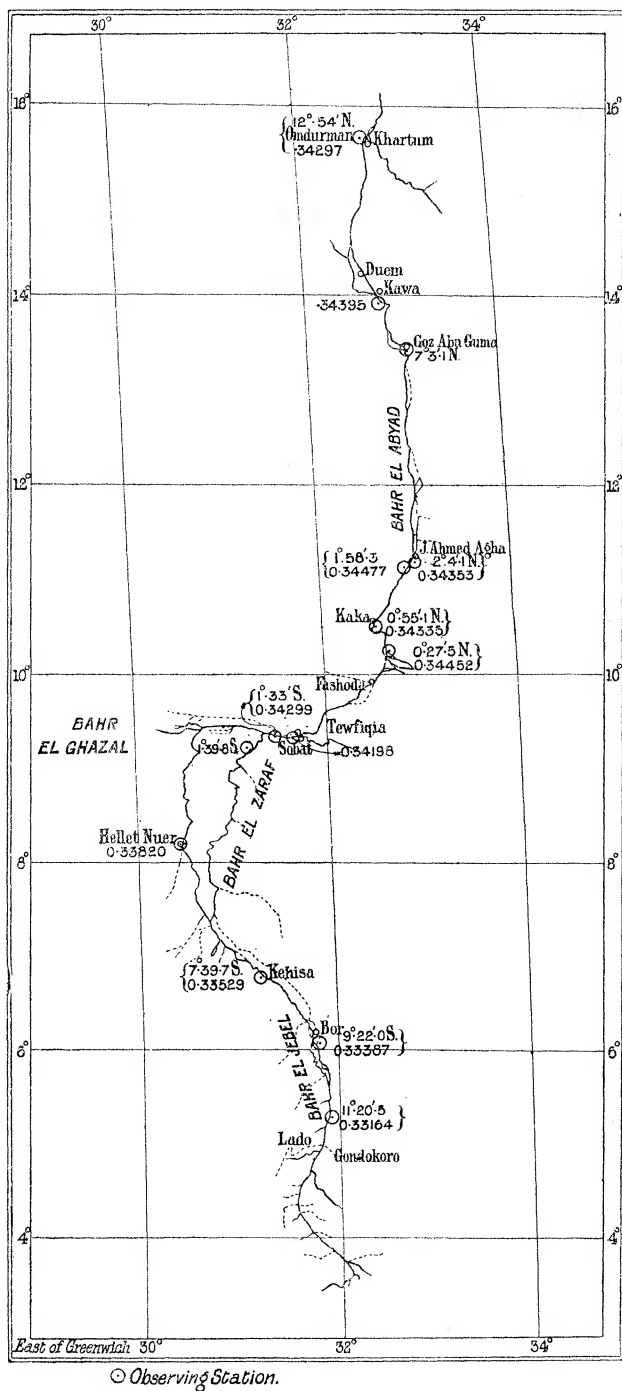 30° 32° 34°
16° 16°
{12°·54′N.
Omdurman
0·34297
Khartum
Duem
Kawa
·34395
14° 14°
Goz Abu Guma
7°3′·1 N.
BAHR EL ABYAD
12° 12°
J. Ahmed Agha
2°·4′·1 N.
0·34353}
{1°.58′·
0·34477
Kaka
0°55′·1 N.
0·34335}
0°·27′·5 N.
0·34452}
10° 10°
Fashoda
{1°·33′ S.
0·34299
BAHR
EL GHAZAL
Tewfiqia
Sobat
0·34198
1°·39·8 S.
BAHR EL ZARAF
Hellet Nuer
0·33820
8° 8°
{7°·39·7 S.
0·33529
Kenisa
Bor
9°22′·0 S.
0·33367}
6° 6°
BAHR EL JEBEL
11°·20′·5
0·33164}
Lado
Gondokoro
4° 4°
East of Greenwich 30° 32° 34°
⊙ Observing Station.